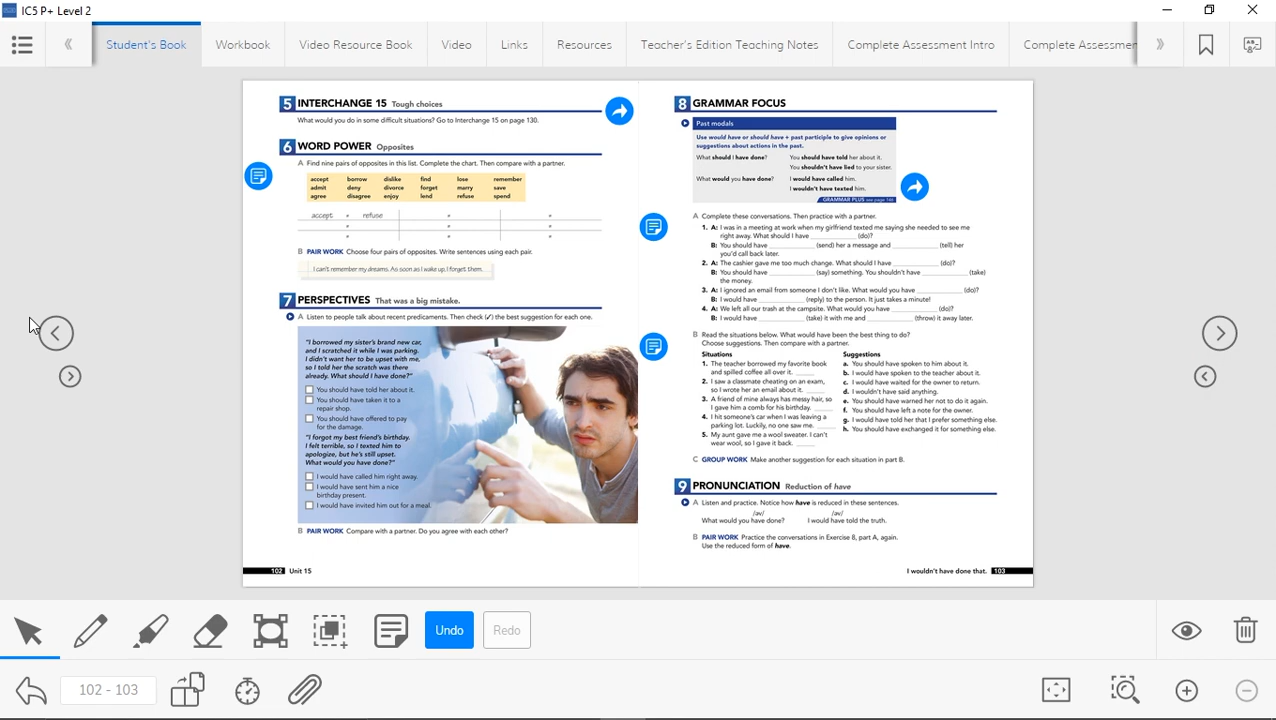 IC5 P+ Level 2
Student's Book
Workbook
Video Resource Book
Video
Links
Resources
Teacher's Edition Teaching Notes
Complete Assessment Intro
Complete Assessmen
5 INTERCHANGE 15 Tough choices
What would you do in some difficult situations? Go to Interchange 15 on page 130.
6 WORD POWER Opposites
A Find nine pairs of opposites in this list. Complete the chart. Then compare with a partner.
accept borrow dislike find lose remember
admit deny divorce forget marry save
agree disagree enjoy lend refuse spend
accept ≠ refuse ≠ ≠
≠ ≠ ≠
≠ ≠ ≠
B PAIR WORK Choose four pairs of opposites. Write sentences using each pair.
I can't remember my dreams. As soon as I wake up, I forget them.
7 PERSPECTIVES That was a big mistake.
A Listen to people talk about recent predicaments. Then check (✓) the best suggestion for each one.
"I borrowed my sister's brand new car,
and I scratched it while I was parking.
I didn't want her to be upset with me,
so I told her the scratch was there
already. What should I have done?"
You should have told her about it.
You should have taken it to a
repair shop.
You should have offered to pay
for the damage.
"I forgot my best friend's birthday.
I felt terrible, so I texted him to
apologize, but he's still upset.
What would you have done?"
I would have called him right away.
I would have sent him a nice
birthday present.
I would have invited him out for a meal.
B PAIR WORK Compare with a partner. Do you agree with each other?
102 Unit 15
8 GRAMMAR FOCUS
Past modals
Use would have or should have + past participle to give opinions or
suggestions about actions in the past.
What should I have done? You should have told her about it.
You shouldn't have lied to your sister.
What would you have done? I would have called him.
I wouldn't have texted him.
GRAMMAR PLUS see page 146
A Complete these conversations. Then practice with a partner.
1. A: I was in a meeting at work when my girlfriend texted me saying she needed to see me
right away. What should I have ____ (do)?
B: You should have ____ (send) her a message and ____ (tell) her
you'd call back later.
2. A: The cashier gave me too much change. What should I have ____ (do)?
B: You should have ____ (say) something. You shouldn't have ____ (take)
the money.
3. A: I ignored an email from someone I don't like. What would you have ____ (do)?
B: I would have ____ (reply) to the person. It just takes a minute!
4. A: We left all our trash at the campsite. What would you have ____ (do)?
B: I would have ____ (take) it with me and ____ (throw) it away later.
B Read the situations below. What would have been the best thing to do?
Choose suggestions. Then compare with a partner.
Situations
1. The teacher borrowed my favorite book
and spilled coffee all over it. ____
2. I saw a classmate cheating on an exam,
so I wrote her an email about it. ____
3. A friend of mine always has messy hair, so
I gave him a comb for his birthday. ____
4. I hit someone's car when I was leaving a
parking lot. Luckily, no one saw me. ____
5. My aunt gave me a wool sweater. I can't
wear wool, so I gave it back. ____
Suggestions
a. You should have spoken to him about it.
b. I would have spoken to the teacher about it.
c. I would have waited for the owner to return.
d. I wouldn't have said anything.
e. You should have warned her not to do it again.
f. You should have left a note for the owner.
g. I would have told her that I prefer something else.
h. You should have exchanged it for something else.
C GROUP WORK Make another suggestion for each situation in part B.
9 PRONUNCIATION Reduction of have
A Listen and practice. Notice how have is reduced in these sentences.
/əv/ /əv/
What would you have done? I would have told the truth.
B PAIR WORK Practice the conversations in Exercise 8, part A, again.
Use the reduced form of have.
I wouldn't have done that. 103
Undo
Redo
102 - 103